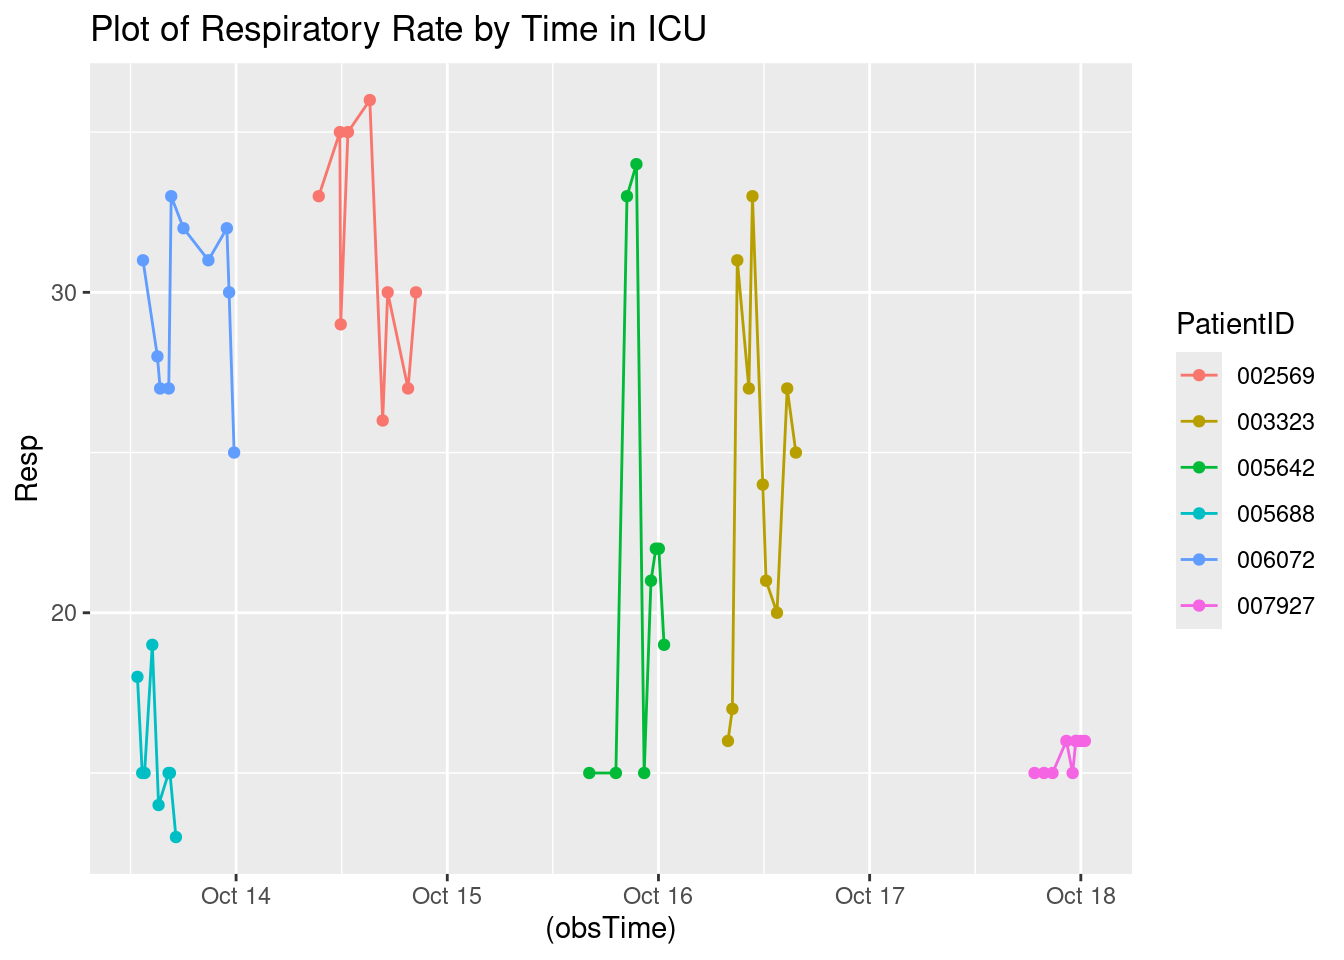 Plot of Respiratory Rate by Time in ICU
Resp
30
20
Oct 14
Oct 15
Oct 16
Oct 17
Oct 18
(obsTime)
PatientID
002569
003323
005642
005688
006072
007927